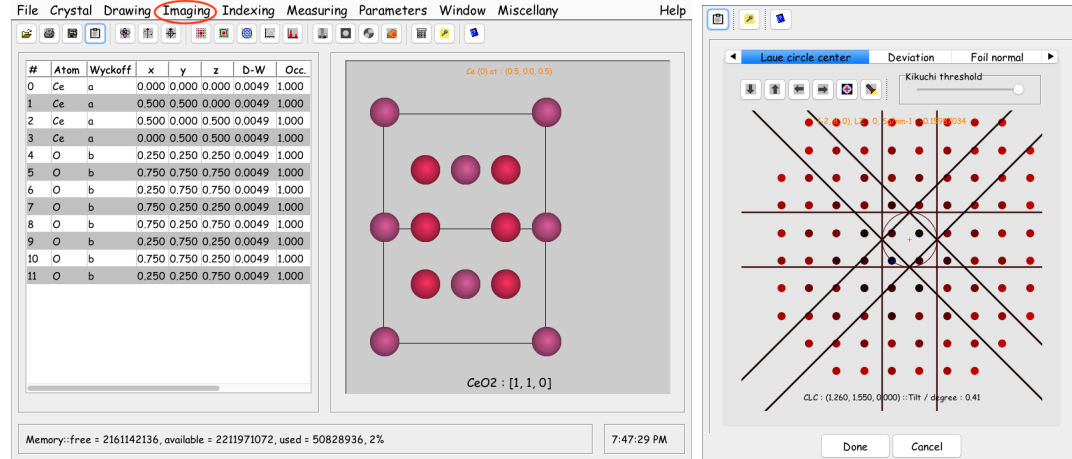 File Crystal Drawing Imaging Indexing Measuring Parameters Window Miscellany Help
# Atom Wyckoff x y z D-W Occ.
0 Ce a 0.000 0.000 0.000 0.0049 1.000
1 Ce a 0.500 0.500 0.000 0.0049 1.000
2 Ce a 0.500 0.000 0.500 0.0049 1.000
3 Ce a 0.000 0.500 0.500 0.0049 1.000
4 O b 0.250 0.250 0.250 0.0049 1.000
5 O b 0.750 0.750 0.250 0.0049 1.000
6 O b 0.250 0.750 0.750 0.0049 1.000
7 O b 0.750 0.250 0.750 0.0049 1.000
8 O b 0.750 0.750 0.750 0.0049 1.000
9 O b 0.250 0.750 0.250 0.0049 1.000
10 O b 0.750 0.250 0.250 0.0049 1.000
11 O b 0.250 0.250 0.750 0.0049 1.000
Ce (0) at : (0.5, 0.0, 0.5)
CeO2 : [1, 1, 0]
Memory::free = 2161142136, available = 2211971072, used = 50828936, 2%
7:47:29 PM
Laue circle center Deviation Foil normal
Kikuchi threshold
CLC : (1.260, 1.550, 0.000) ::Tilt / degree : 0.41
Done Cancel